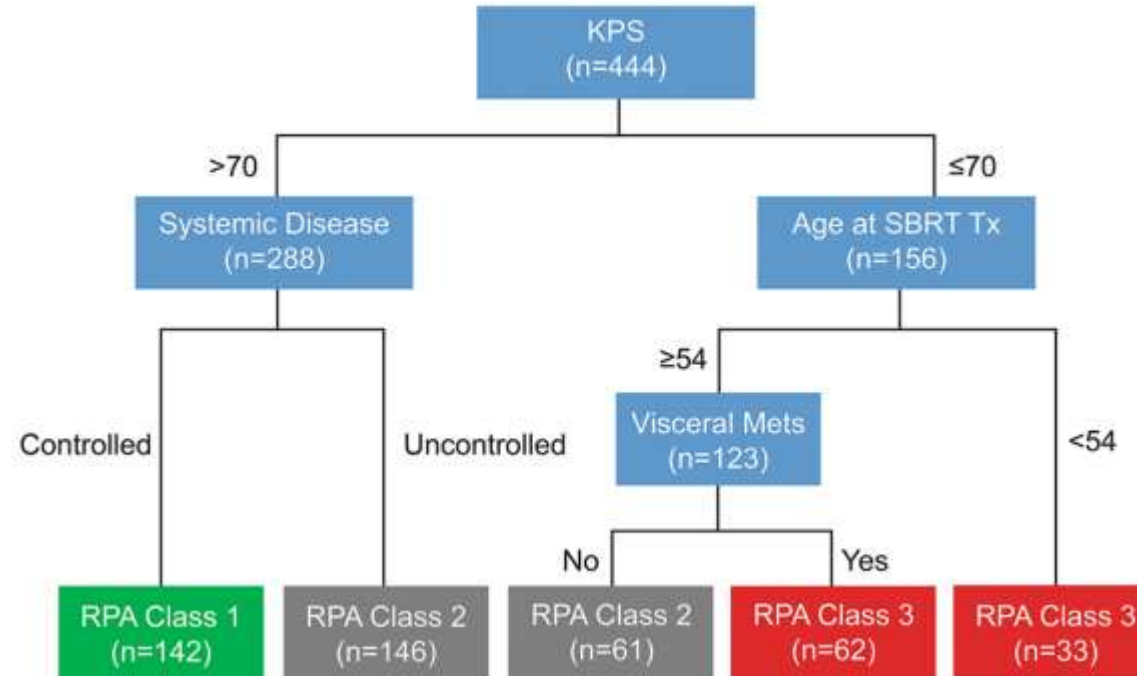 KPS
(n=444)
>70
≤70
Systemic Disease
(n=288)
Age at SBRT Tx
(n=156)
≥54
<54
Visceral Mets
(n=123)
Controlled
Uncontrolled
No
Yes
RPA Class 1
(n=142)
RPA Class 2
(n=146)
RPA Class 2
(n=61)
RPA Class 3
(n=62)
RPA Class 3
(n=33)